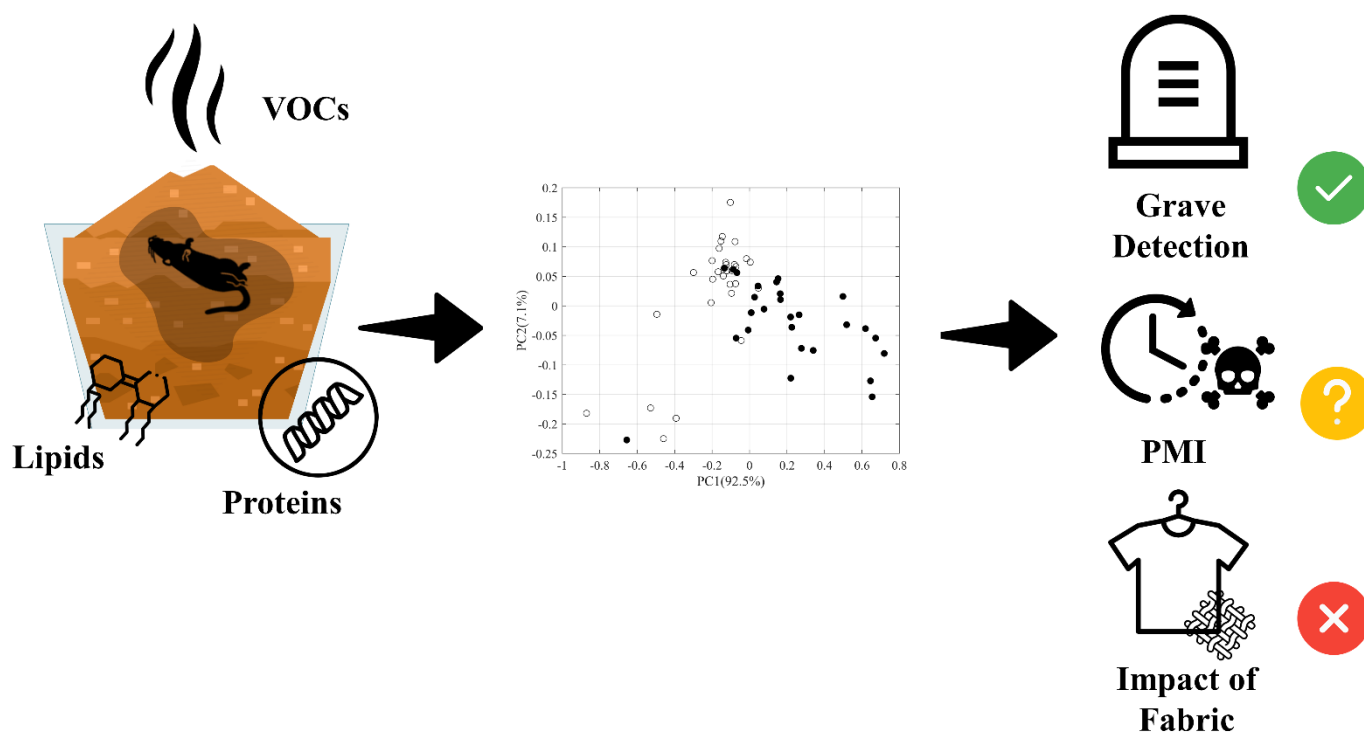 VOCs
Lipids
Proteins
0.2
0.15
0.1
0.05
0
-0.05
-0.1
-0.15
-0.2
-0.25
PC2(7.1%)
-1 -0.8 -0.6 -0.4 -0.2 0 0.2 0.4 0.6 0.8
PC1(92.5%)
Grave
Detection
?
PMI
Impact of
Fabric